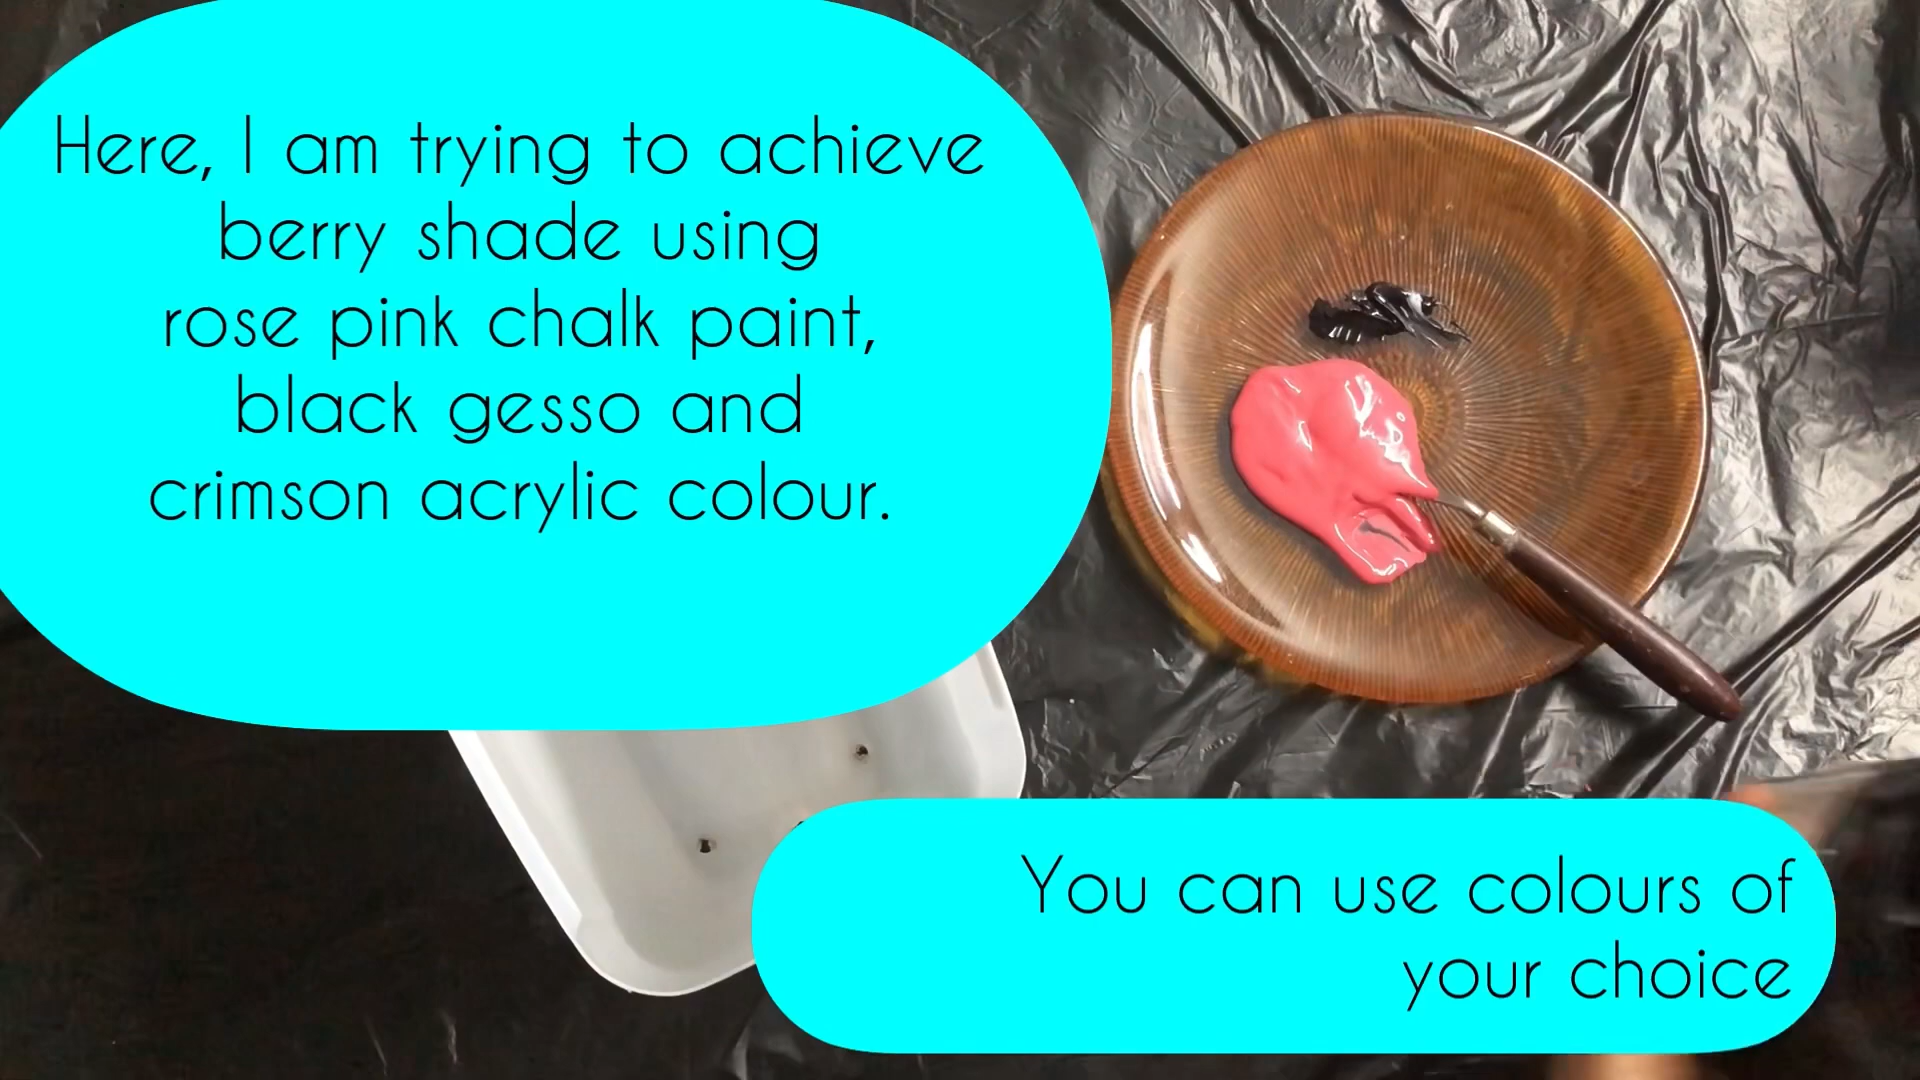 Here, I am trying to achieve
berry shade using
rose pink chalk paint,
black gesso and
crimson acrylic colour.
You can use colours of
your choice